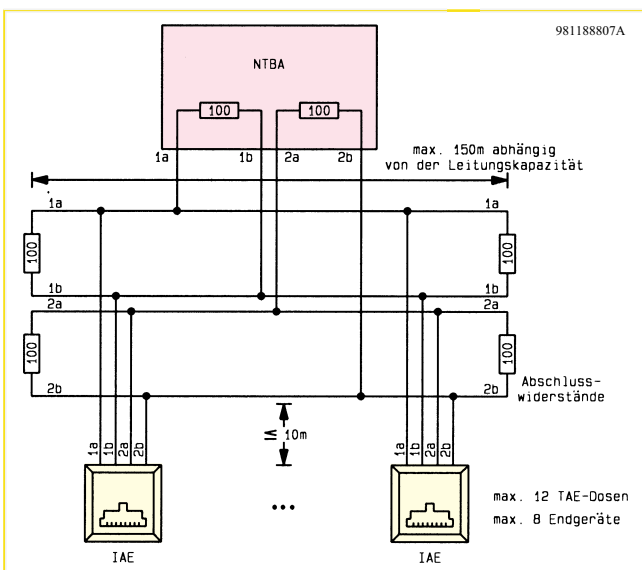 981188807A
NTBA
100 100
1a 1b 2a 2b
max. 150m abhängig
von der Leitungskapazität
1a 1a
100 100
1b 1b
2a 2a
100 100
2b 2b
Abschluss-
widerstände
≤ 10m
1a 1b 2a 2b 1a 1b 2a 2b
...
max. 12 TAE-Dosen
max. 8 Endgeräte
IAE IAE